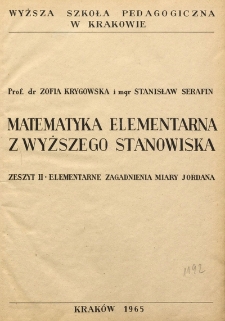 WYŻSZA SZKOŁA PEDAGOGICZNA
W KRAKOWIE
Prof. dr ZOFIA KRYGOWSKA i mgr STANISŁAW SERAFIN
MATEMATYKA ELEMENTARNA
Z WYŻSZEGO STANOWISKA
ZESZYT II • ELEMENTARNE ZAGADNIENIA MIARY JORDANA
KRAKÓW 1965